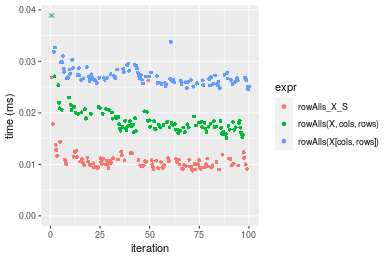 0.04
0.03
0.02
0.01
0.00
time (ms)
0
25
50
75
100
iteration
expr
rowAlls_X_S
rowAlls(X, cols, rows)
rowAlls(X[cols, rows])